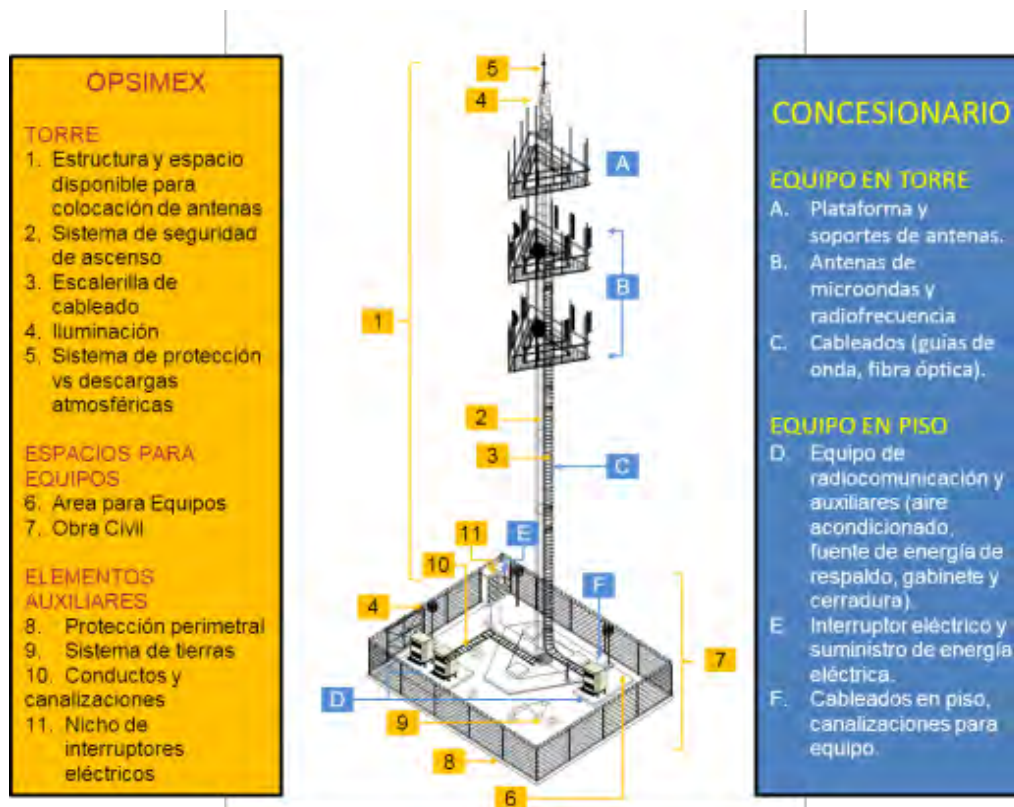 OPSIMEX
TORRE
1. Estructura y espacio
disponible para
colocación de antenas
2. Sistema de seguridad
de ascenso
3. Escalerilla de
cableado
4. Iluminación
5. Sistema de protección
vs descargas
atmosféricas
ESPACIOS PARA
EQUIPOS
6. Area para Equipos
7. Obra Civil
ELEMENTOS
AUXILIARES
8. Protección perimetral
9. Sistema de tierras
10. Conductos y
canalizaciones
11. Nicho de
interruptores
eléctricos
5
4
A
B
1
2
3
C
11
E
10
F
4
7
D
9
8
6
CONCESIONARIO
EQUIPO EN TORRE
A. Plataforma y
soportes de antenas.
B. Antenas de
microondas y
radiofrecuencia
C. Cableados (guías de
onda, fibra óptica).
EQUIPO EN PISO
D. Equipo de
radiocomunicación y
auxiliares (aire
acondicionado,
fuente de energía de
respaldo, gabinete y
cerradura).
E. Interruptor eléctrico y
suministro de energía
eléctrica.
F. Cableados en piso,
canalizaciones para
equipo.